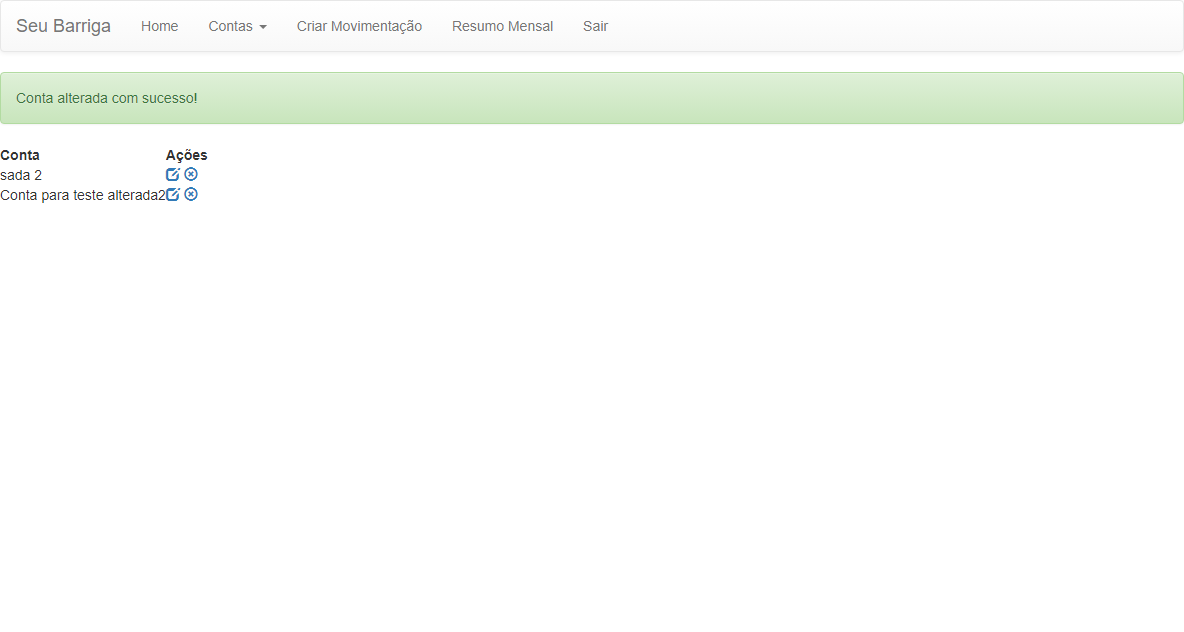 Seu Barriga Home Contas Criar Movimentação Resumo Mensal Sair
Conta alterada com sucesso!
Conta Ações
sada 2
Conta para teste alterada2